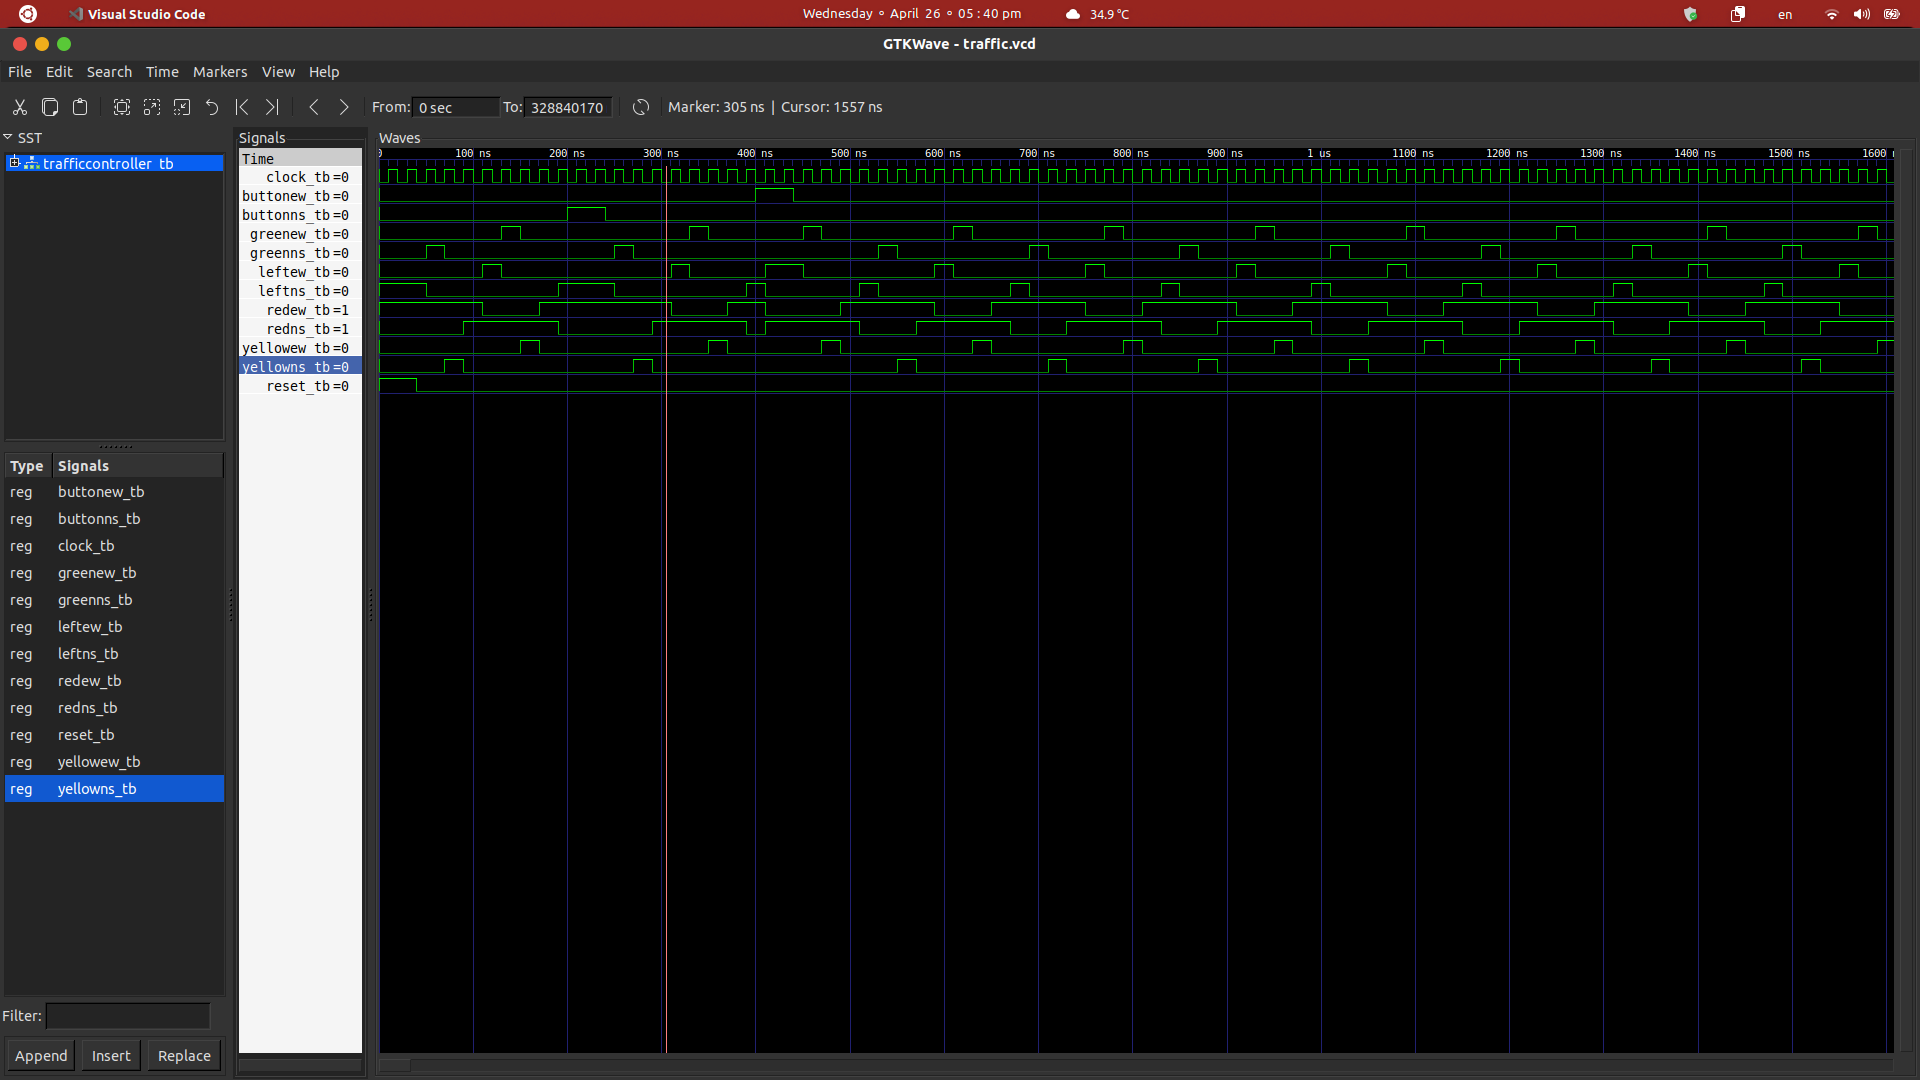 Visual Studio Code
Wednesday ◦ April 26 ◦ 05 : 40 pm
34.9 °C
en
GTKWave - traffic.vcd
File Edit Search Time Markers View Help
From: 0 sec To: 328840170 Marker: 305 ns | Cursor: 1557 ns
SST
trafficcontroller_tb
Type Signals
reg buttonew_tb
reg buttonns_tb
reg clock_tb
reg greenew_tb
reg greenns_tb
reg leftew_tb
reg leftns_tb
reg redew_tb
reg redns_tb
reg reset_tb
reg yellowew_tb
reg yellowns_tb
Filter:
Append Insert Replace
Signals
Time
clock_tb=0
buttonew_tb=0
buttonns_tb=0
greenew_tb=0
greenns_tb=0
leftew_tb=0
leftns_tb=0
redew_tb=1
redns_tb=1
yellowew_tb=0
yellowns_tb=0
reset_tb=0
Waves
0 100 ns 200 ns 300 ns 400 ns 500 ns 600 ns 700 ns 800 ns 900 ns 1 us 1100 ns 1200 ns 1300 ns 1400 ns 1500 ns 1600 n